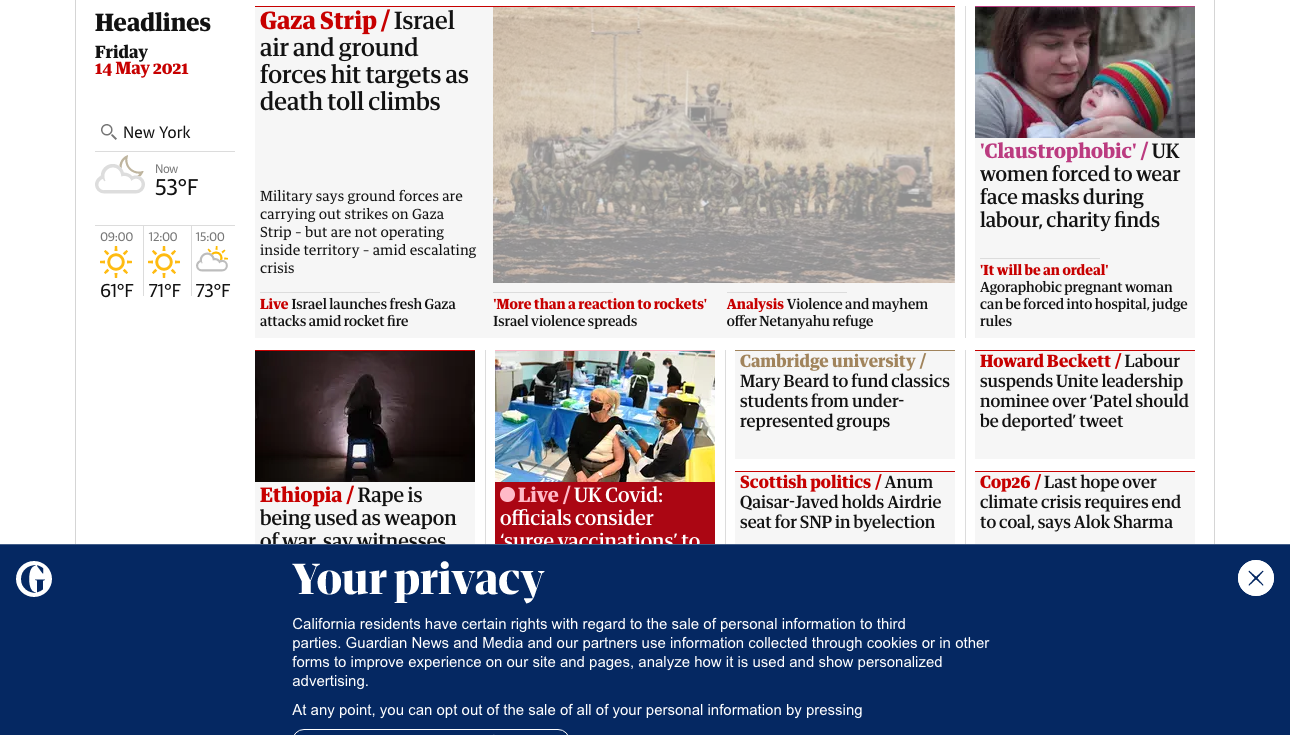 Headlines
Friday
14 May 2021
New York
Now
53°F
09:00
12:00
15:00
61°F
71°F
73°F
Gaza Strip / Israel
air and ground
forces hit targets as
death toll climbs
Military says ground forces are
carrying out strikes on Gaza
Strip – but are not operating
inside territory – amid escalating
crisis
Live Israel launches fresh Gaza
attacks amid rocket fire
'More than a reaction to rockets'
Israel violence spreads
Analysis Violence and mayhem
offer Netanyahu refuge
'Claustrophobic' / UK
women forced to wear
face masks during
labour, charity finds
'It will be an ordeal'
Agoraphobic pregnant woman
can be forced into hospital, judge
rules
Ethiopia / Rape is
being used as weapon
of war, say witnesses
Live / UK Covid:
officials consider
‘surge vaccinations’ to
Cambridge university /
Mary Beard to fund classics
students from under-
represented groups
Howard Beckett / Labour
suspends Unite leadership
nominee over ‘Patel should
be deported’ tweet
Scottish politics / Anum
Qaisar-Javed holds Airdrie
seat for SNP in byelection
Cop26 / Last hope over
climate crisis requires end
to coal, says Alok Sharma
G
Your privacy
California residents have certain rights with regard to the sale of personal information to third
parties. Guardian News and Media and our partners use information collected through cookies or in other
forms to improve experience on our site and pages, analyze how it is used and show personalized
advertising.
At any point, you can opt out of the sale of all of your personal information by pressing